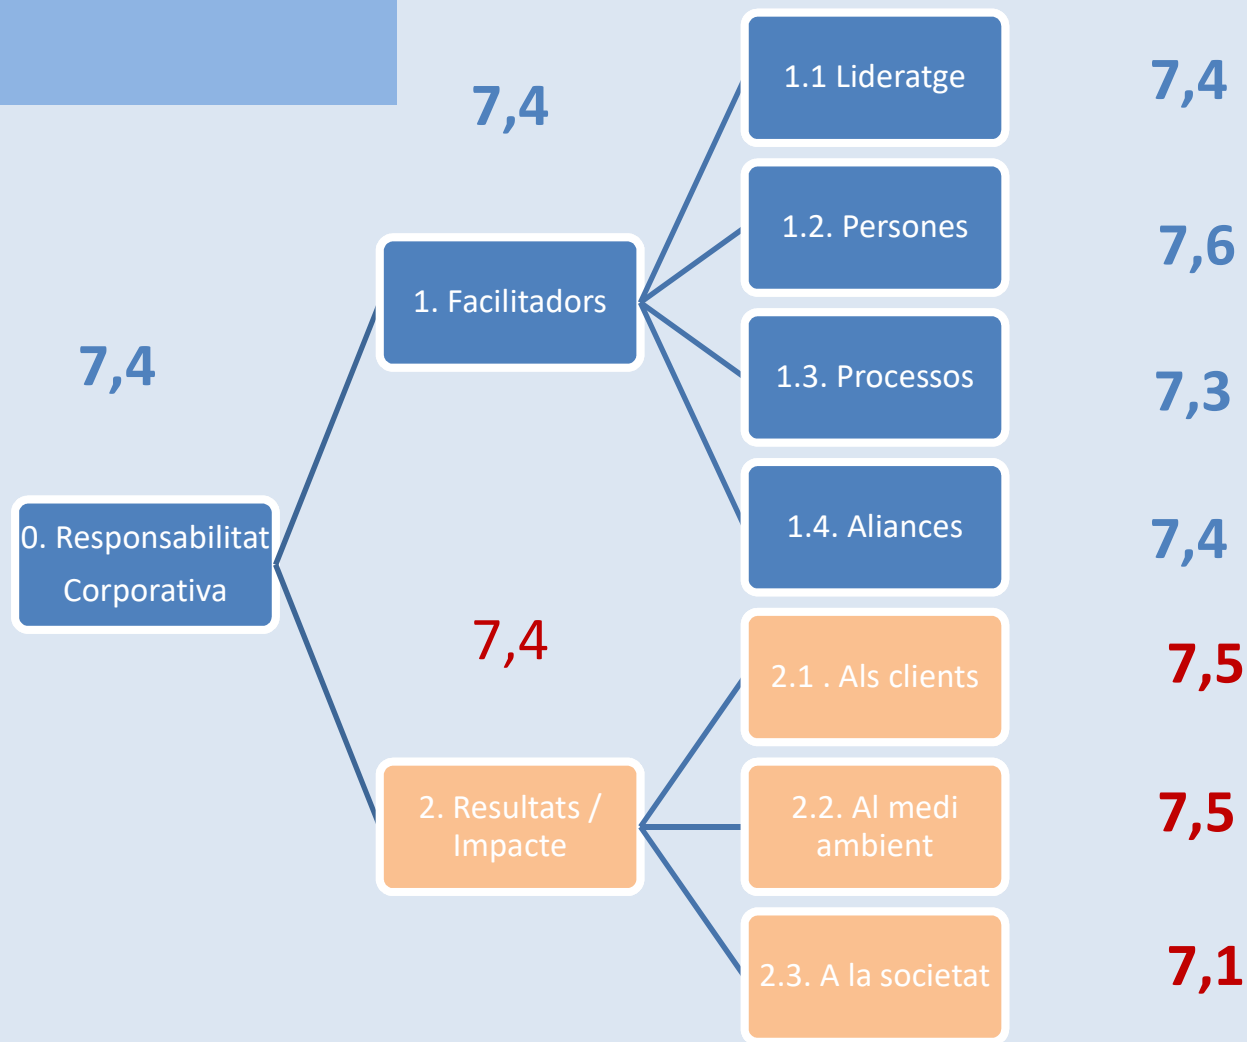 7,4
0. Responsabilitat
Corporativa
7,4
1. Facilitadors
7,4
2. Resultats /
Impacte
1.1 Lideratge
7,4
1.2. Persones
7,6
1.3. Processos
7,3
1.4. Aliances
7,4
2.1 . Als clients
7,5
2.2. Al medi
ambient
7,5
2.3. A la societat
7,1